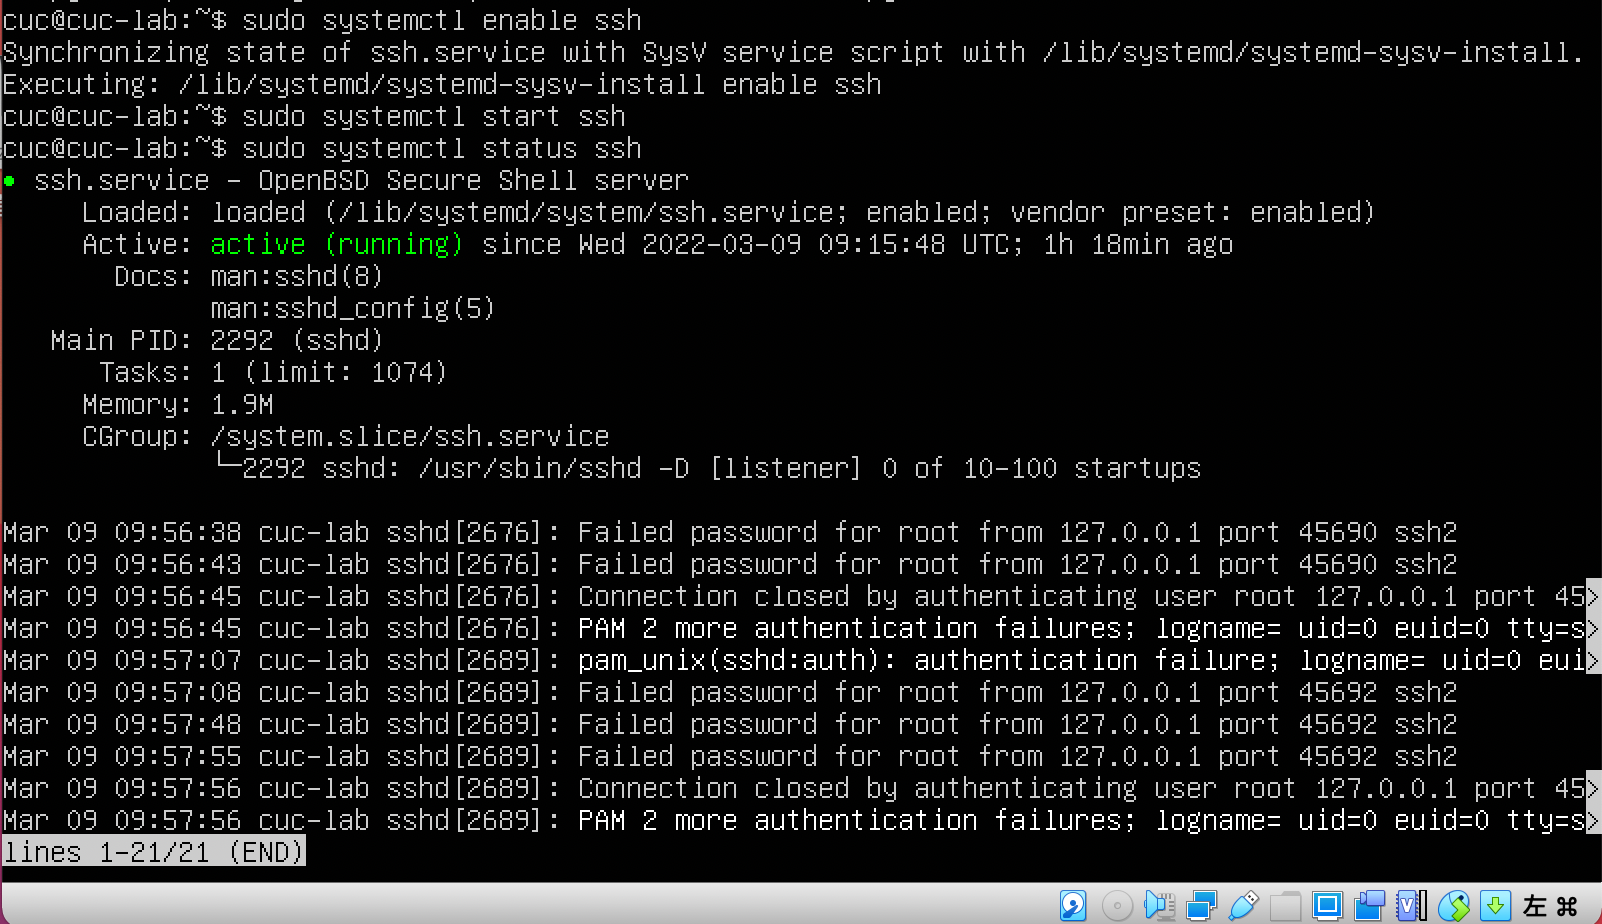 cuc@cuc-lab:~$ sudo systemctl enable ssh
Synchronizing state of ssh.service with SysV service script with /lib/systemd/systemd-sysv-install.
Executing: /lib/systemd/systemd-sysv-install enable ssh
cuc@cuc-lab:~$ sudo systemctl start ssh
cuc@cuc-lab:~$ sudo systemctl status ssh
● ssh.service - OpenBSD Secure Shell server
     Loaded: loaded (/lib/systemd/system/ssh.service; enabled; vendor preset: enabled)
     Active: active (running) since Wed 2022-03-09 09:15:48 UTC; 1h 18min ago
       Docs: man:sshd(8)
             man:sshd_config(5)
   Main PID: 2292 (sshd)
      Tasks: 1 (limit: 1074)
     Memory: 1.9M
     CGroup: /system.slice/ssh.service
             └─2292 sshd: /usr/sbin/sshd -D [listener] 0 of 10-100 startups
Mar 09 09:56:38 cuc-lab sshd[2676]: Failed password for root from 127.0.0.1 port 45690 ssh2
Mar 09 09:56:43 cuc-lab sshd[2676]: Failed password for root from 127.0.0.1 port 45690 ssh2
Mar 09 09:56:45 cuc-lab sshd[2676]: Connection closed by authenticating user root 127.0.0.1 port 45>
Mar 09 09:56:45 cuc-lab sshd[2676]: PAM 2 more authentication failures; logname= uid=0 euid=0 tty=s>
Mar 09 09:57:07 cuc-lab sshd[2689]: pam_unix(sshd:auth): authentication failure; logname= uid=0 eui>
Mar 09 09:57:08 cuc-lab sshd[2689]: Failed password for root from 127.0.0.1 port 45692 ssh2
Mar 09 09:57:48 cuc-lab sshd[2689]: Failed password for root from 127.0.0.1 port 45692 ssh2
Mar 09 09:57:55 cuc-lab sshd[2689]: Failed password for root from 127.0.0.1 port 45692 ssh2
Mar 09 09:57:56 cuc-lab sshd[2689]: Connection closed by authenticating user root 127.0.0.1 port 45>
Mar 09 09:57:56 cuc-lab sshd[2689]: PAM 2 more authentication failures; logname= uid=0 euid=0 tty=s>
lines 1-21/21 (END)
左 ⌘